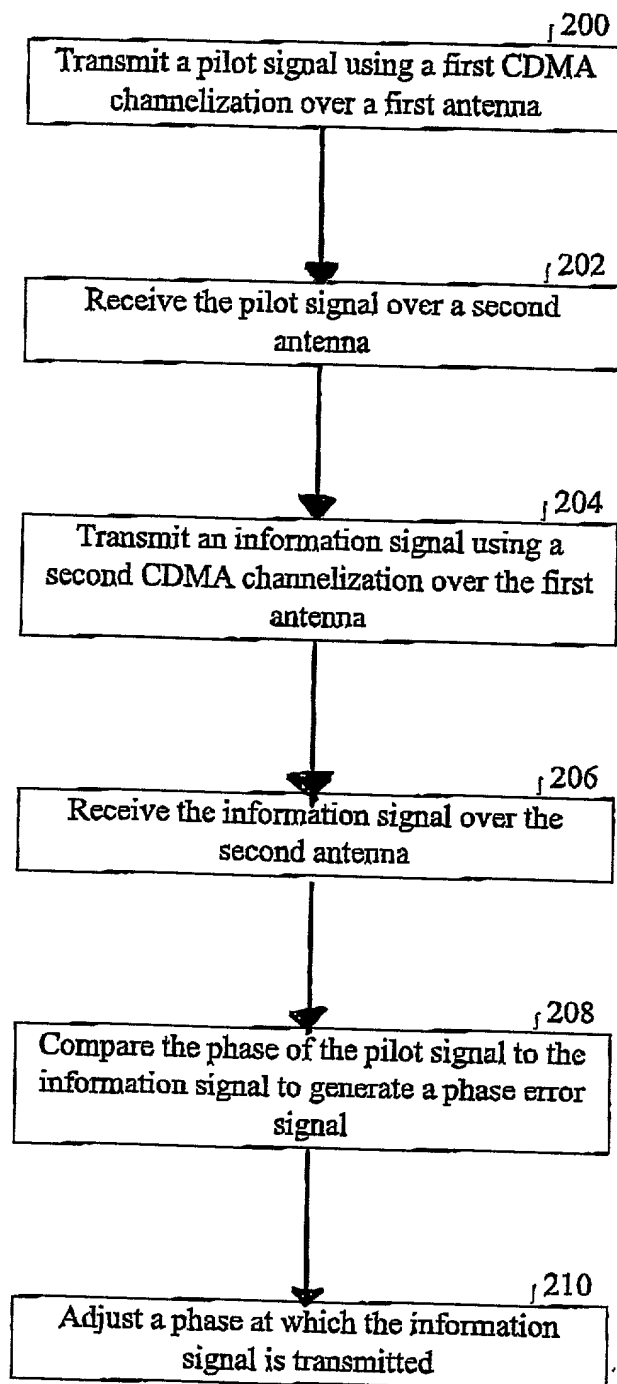 200
Transmit a pilot signal using a first CDMA
channelization over a first antenna
202
Receive the pilot signal over a second
antenna
204
Transmit an information signal using a
second CDMA channelization over the first
antenna
206
Receive the information signal over the
second antenna
208
Compare the phase of the pilot signal to the
information signal to generate a phase error
signal
210
Adjust a phase at which the information
signal is transmitted